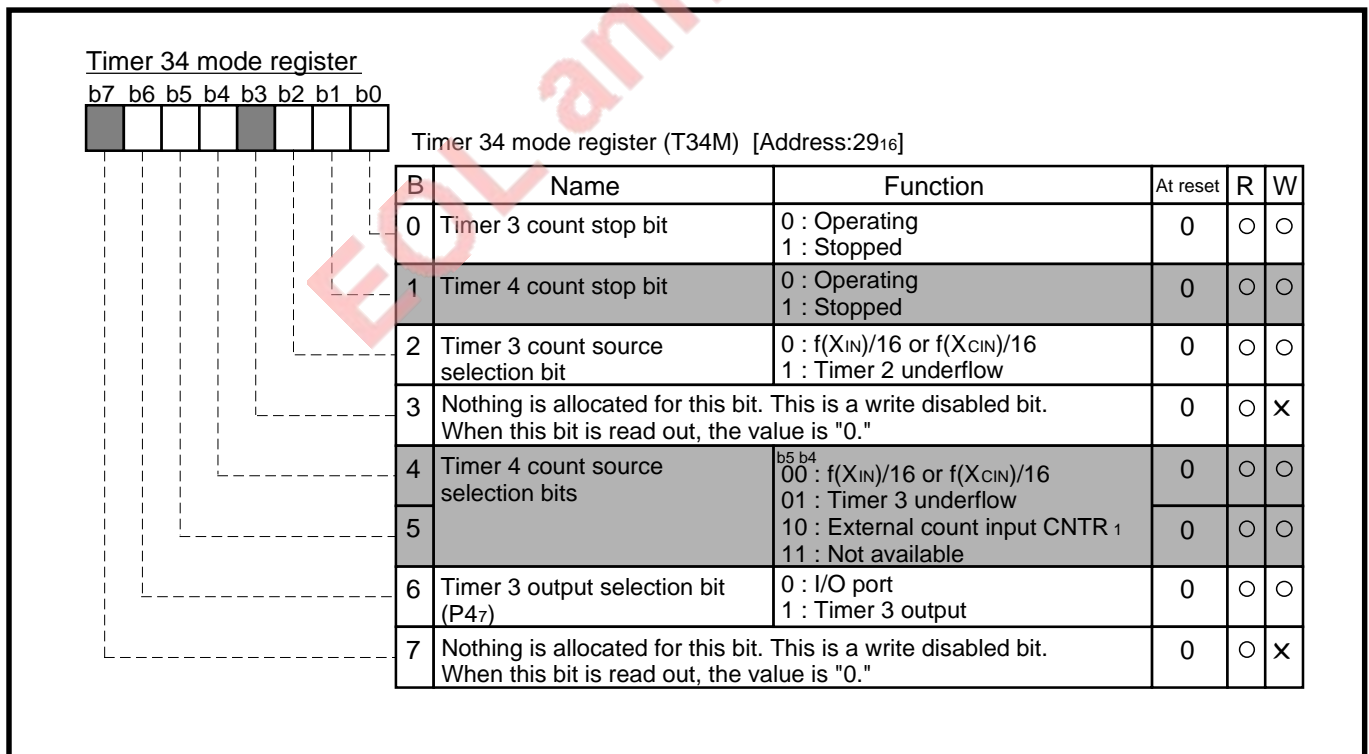 Timer 34 mode register
b7 b6 b5 b4 b3 b2 b1 b0
Timer 34 mode register (T34M) [Address:2916]
B Name Function At reset R W
0 Timer 3 count stop bit 0 : Operating 0 ○ ○
1 : Stopped
1 Timer 4 count stop bit 0 : Operating 0 ○ ○
1 : Stopped
2 Timer 3 count source 0 : f(XIN)/16 or f(XCIN)/16 0 ○ ○
selection bit 1 : Timer 2 underflow
3 Nothing is allocated for this bit. This is a write disabled bit. 0 ○ ×
When this bit is read out, the value is "0."
4 Timer 4 count source b5 b4 0 ○ ○
selection bits 00 : f(XIN)/16 or f(XCIN)/16
01 : Timer 3 underflow
5 10 : External count input CNTR 1 0 ○ ○
11 : Not available
6 Timer 3 output selection bit 0 : I/O port 0 ○ ○
(P47) 1 : Timer 3 output
7 Nothing is allocated for this bit. This is a write disabled bit. 0 ○ ×
When this bit is read out, the value is "0."
EOL